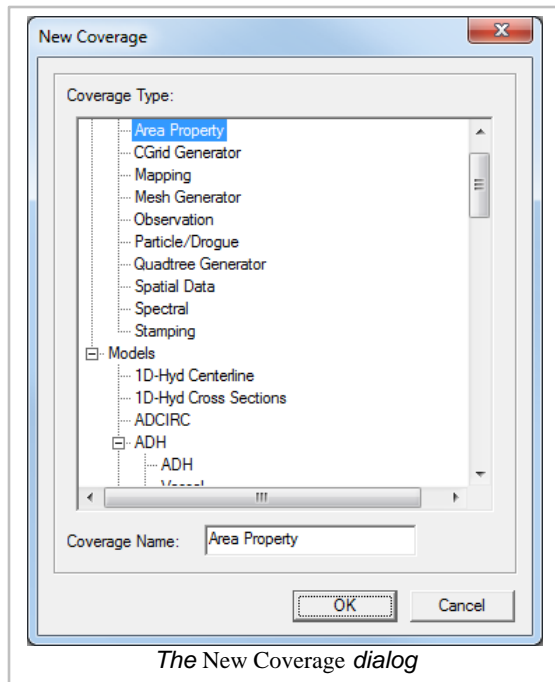 New Coverage
Coverage Type:
Area Property
CGrid Generator
Mapping
Mesh Generator
Observation
Particle/Drogue
Quadtree Generator
Spatial Data
Spectral
Stamping
Models
1D-Hyd Centerline
1D-Hyd Cross Sections
ADCIRC
ADH
ADH
Coverage Name: Area Property
OK Cancel
The New Coverage dialog